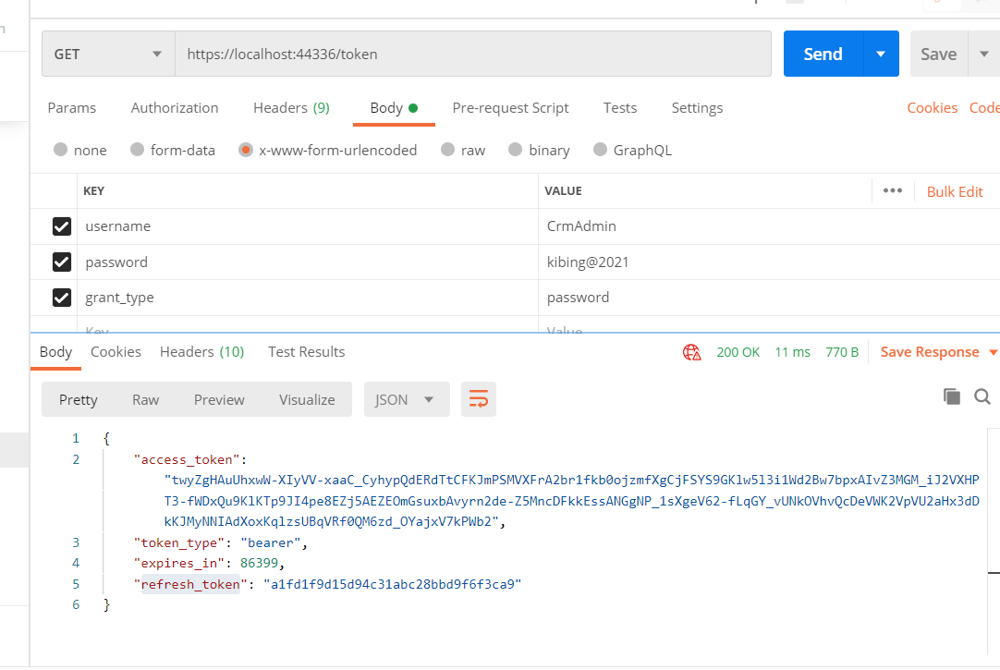 GET https://localhost:44336/token Send Save
Params Authorization Headers (9) Body Pre-request Script Tests Settings Cookies Code
none form-data x-www-form-urlencoded raw binary GraphQL
KEY VALUE ••• Bulk Edit
username CrmAdmin
password kibing@2021
grant_type password
Key Value
Body Cookies Headers (10) Test Results 200 OK 11 ms 770 B Save Response
Pretty Raw Preview Visualize JSON
1 {
2 "access_token":
"twyZgHAuUhxwW-XIyVV-xaaC_CyhypQdERdTtCFKJmPSMVXFrA2br1fkb0ojzmfXgCjFSYS9GKlw5l3i1Wd2Bw7bpxAIvZ3MGM_iJ2VXHP
T3-fWDxQu9KlKTp9JI4pe8EZj5AEZEOmGsuxbAvyrn2de-Z5MncDFkkEssANGgNP_1sXgeV62-fLqGY_vUNkOVhvQcDeVWK2VpVU2aHx3dD
kKJMyNNIAdXoxKqlzsUBqVRf0QM6zd_OYajxV7kPWb2",
3 "token_type": "bearer",
4 "expires_in": 86399,
5 "refresh_token": "a1fd1f9d15d94c31abc28bbd9f6f3ca9"
6 }